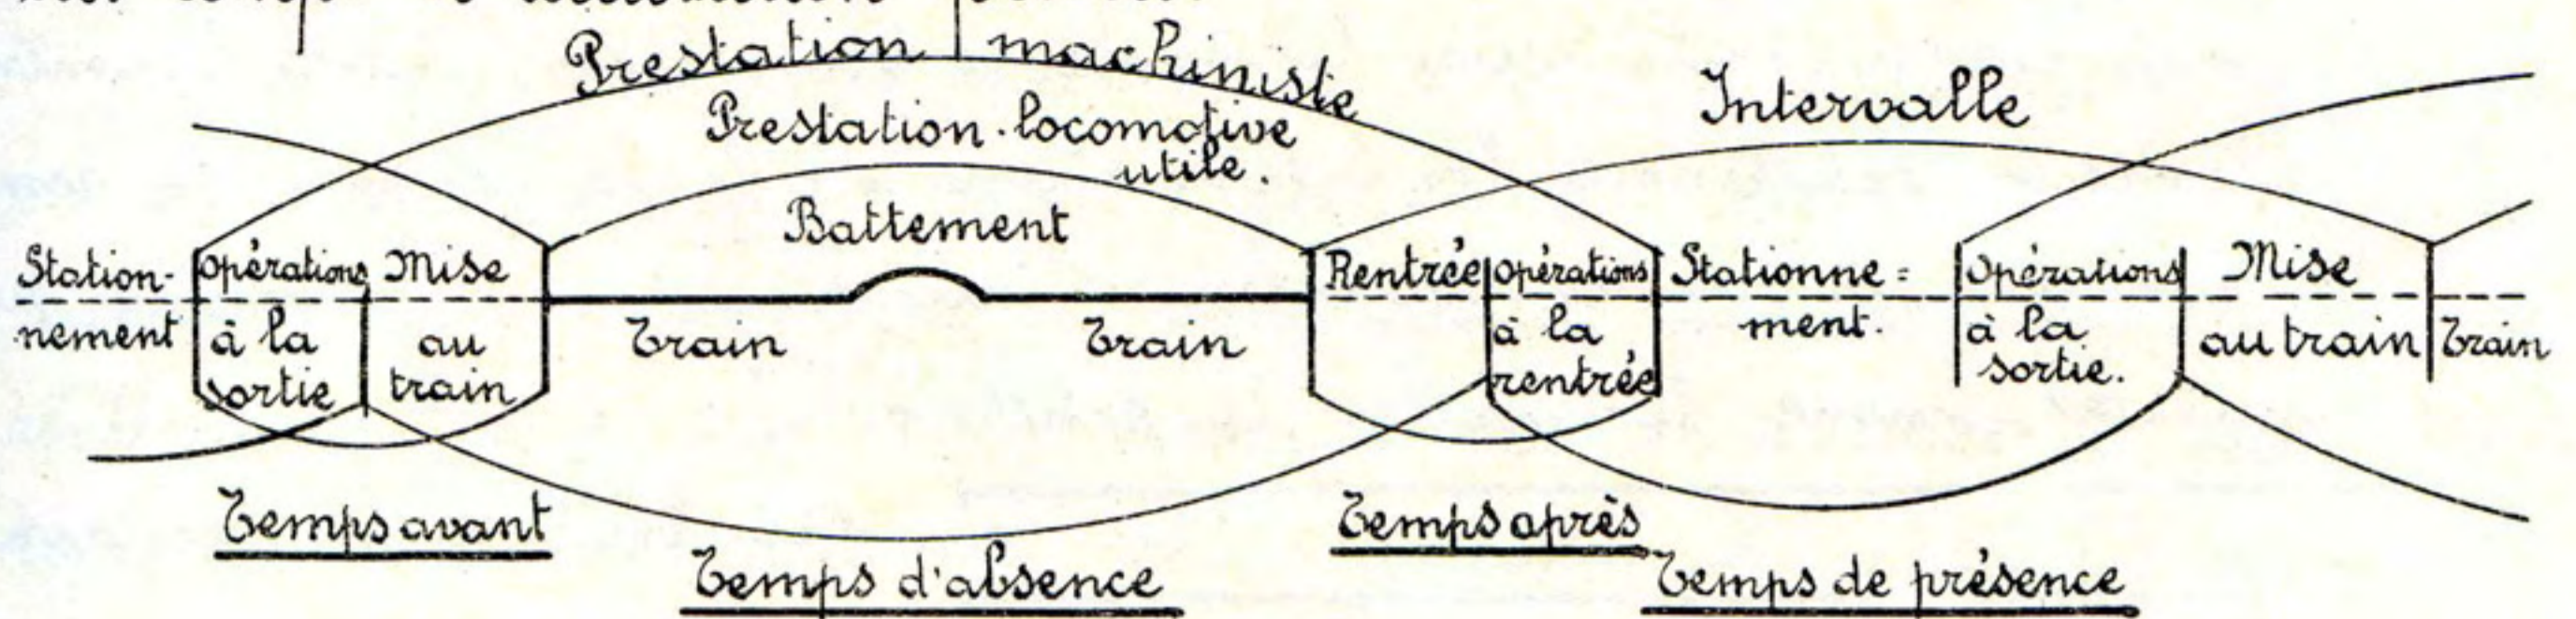 Prestation machiniste
Prestation locomotive
utile.
Intervalle
Battement
Station-
nement
Opérations
à la
sortie
Mise
au
train
Train
Train
Rentrée
Opérations
à la
rentrée
Stationne=
ment.
Opérations
à la
sortie.
Mise
au train
Train
Temps avant
Temps d'absence
Temps après
Temps de présence